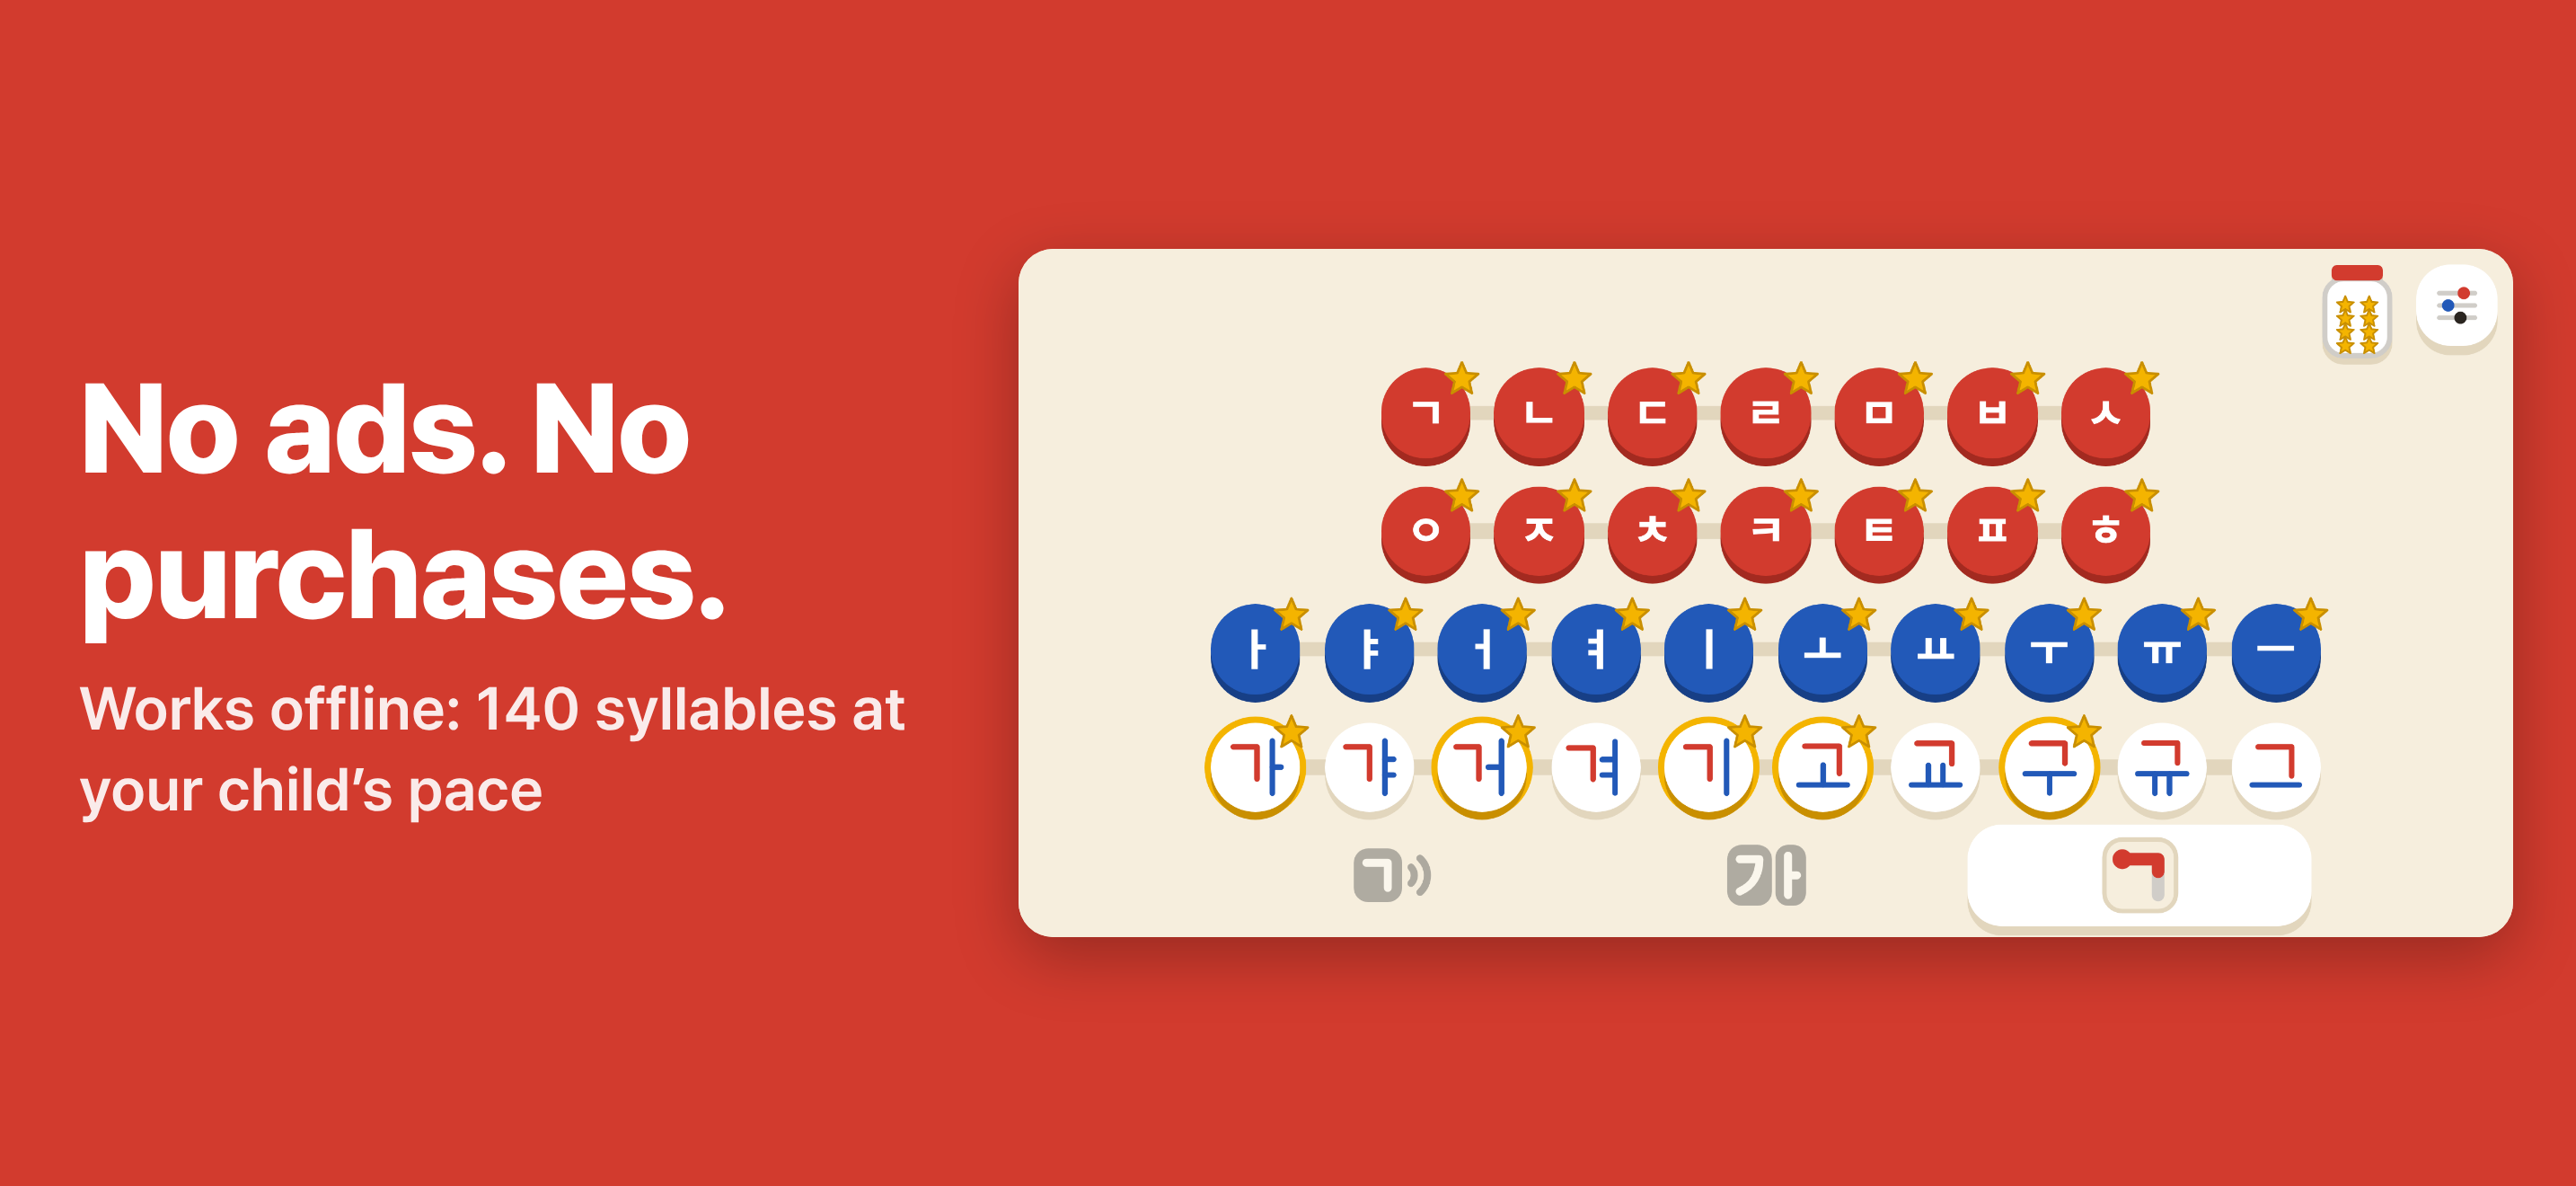 No ads. No
purchases.
Works offline: 140 syllables at
your child’s pace
ㄱ ㄴ ㄷ ㄹ ㅁ ㅂ ㅅ
ㅇ ㅈ ㅊ ㅋ ㅌ ㅍ ㅎ
ㅏ ㅑ ㅓ ㅕ ㅣ ㅗ ㅛ ㅜ ㅠ ㅡ
가 갸 거 겨 기 고 교 구 규 그
ㄱ 가 ㄱ